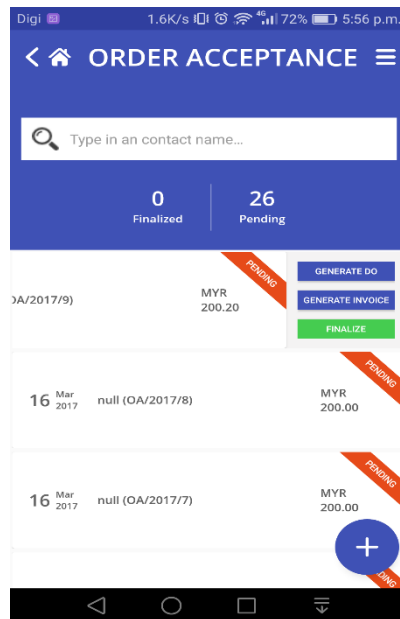 Digi 1.6K/s 4G 72% 5:56 p.m.
ORDER ACCEPTANCE
Type in an contact name...
0 26
Finalized Pending
PENDING
GENERATE DO
OA/2017/9) MYR GENERATE INVOICE
200.20
FINALIZE
PENDING
16 Mar 2017 null (OA/2017/8) MYR
200.00
PENDING
16 Mar 2017 null (OA/2017/7) MYR
200.00
+